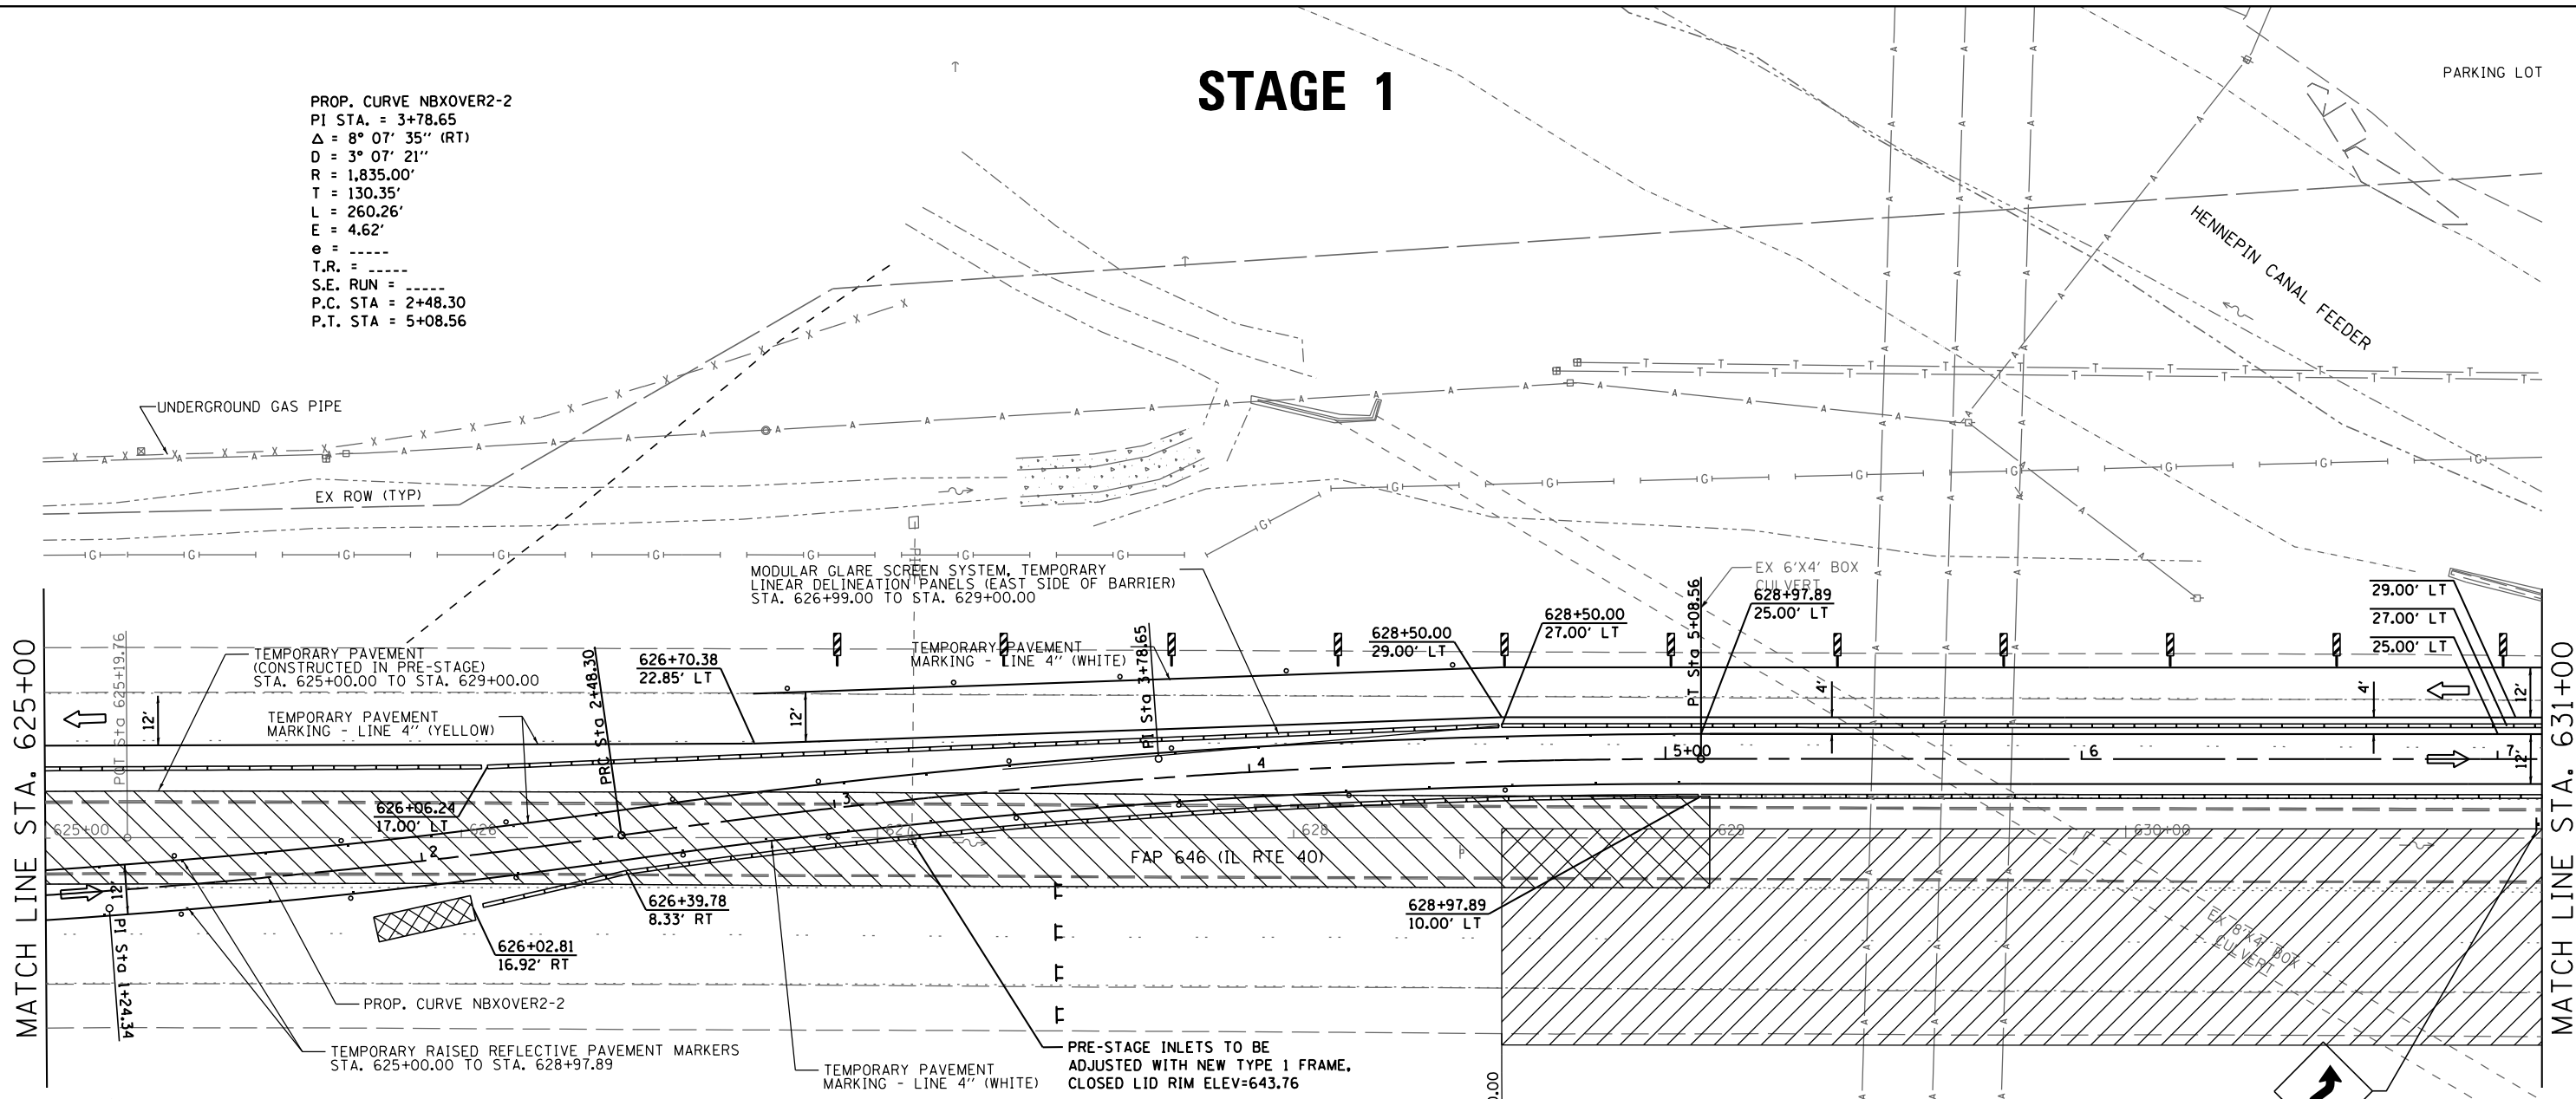 STAGE 1
PARKING LOT
PROP. CURVE NBXOVER2-2
PI STA. = 3+78.65
Δ = 8° 07' 35'' (RT)
D = 3° 07' 21''
R = 1,835.00'
T = 130.35'
L = 260.26'
E = 4.62'
e = _____
T.R. = _____
S.E. RUN = _____
P.C. STA = 2+48.30
P.T. STA = 5+08.56
HENNEPIN CANAL FEEDER
UNDERGROUND GAS PIPE
EX ROW (TYP)
MODULAR GLARE SCREEN SYSTEM, TEMPORARY
LINEAR DELINEATION PANELS (EAST SIDE OF BARRIER)
STA. 626+99.00 TO STA. 629+00.00
EX 6'X4' BOX
CULVERT
628+97.89
25.00' LT
29.00' LT
27.00' LT
25.00' LT
628+50.00
27.00' LT
628+50.00
29.00' LT
TEMPORARY PAVEMENT
MARKING - LINE 4'' (WHITE)
TEMPORARY PAVEMENT
(CONSTRUCTED IN PRE-STAGE)
STA. 625+00.00 TO STA. 629+00.00
626+70.38
22.85' LT
TEMPORARY PAVEMENT
MARKING - LINE 4'' (YELLOW)
MATCH LINE STA. 625+00
MATCH LINE STA. 631+00
POT Sta 625+19.76
PRC Sta 2+48.30
PI Sta 3+78.65
PT Sta 5+08.56
PI Sta 1+24.34
12'
12'
12'
12'
12'
4'
4'
2
3
4
5+00
6
7
626+06.24
17.00' LT
625+00
626
627
628
629
630+00
FAP 646 (IL RTE 40)
626+39.78
8.33' RT
628+97.89
10.00' LT
626+02.81
16.92' RT
EX 8'X4' BOX
CULVERT
PROP. CURVE NBXOVER2-2
TEMPORARY RAISED REFLECTIVE PAVEMENT MARKERS
STA. 625+00.00 TO STA. 628+97.89
TEMPORARY PAVEMENT
MARKING - LINE 4'' (WHITE)
PRE-STAGE INLETS TO BE
ADJUSTED WITH NEW TYPE 1 FRAME,
CLOSED LID RIM ELEV=643.76